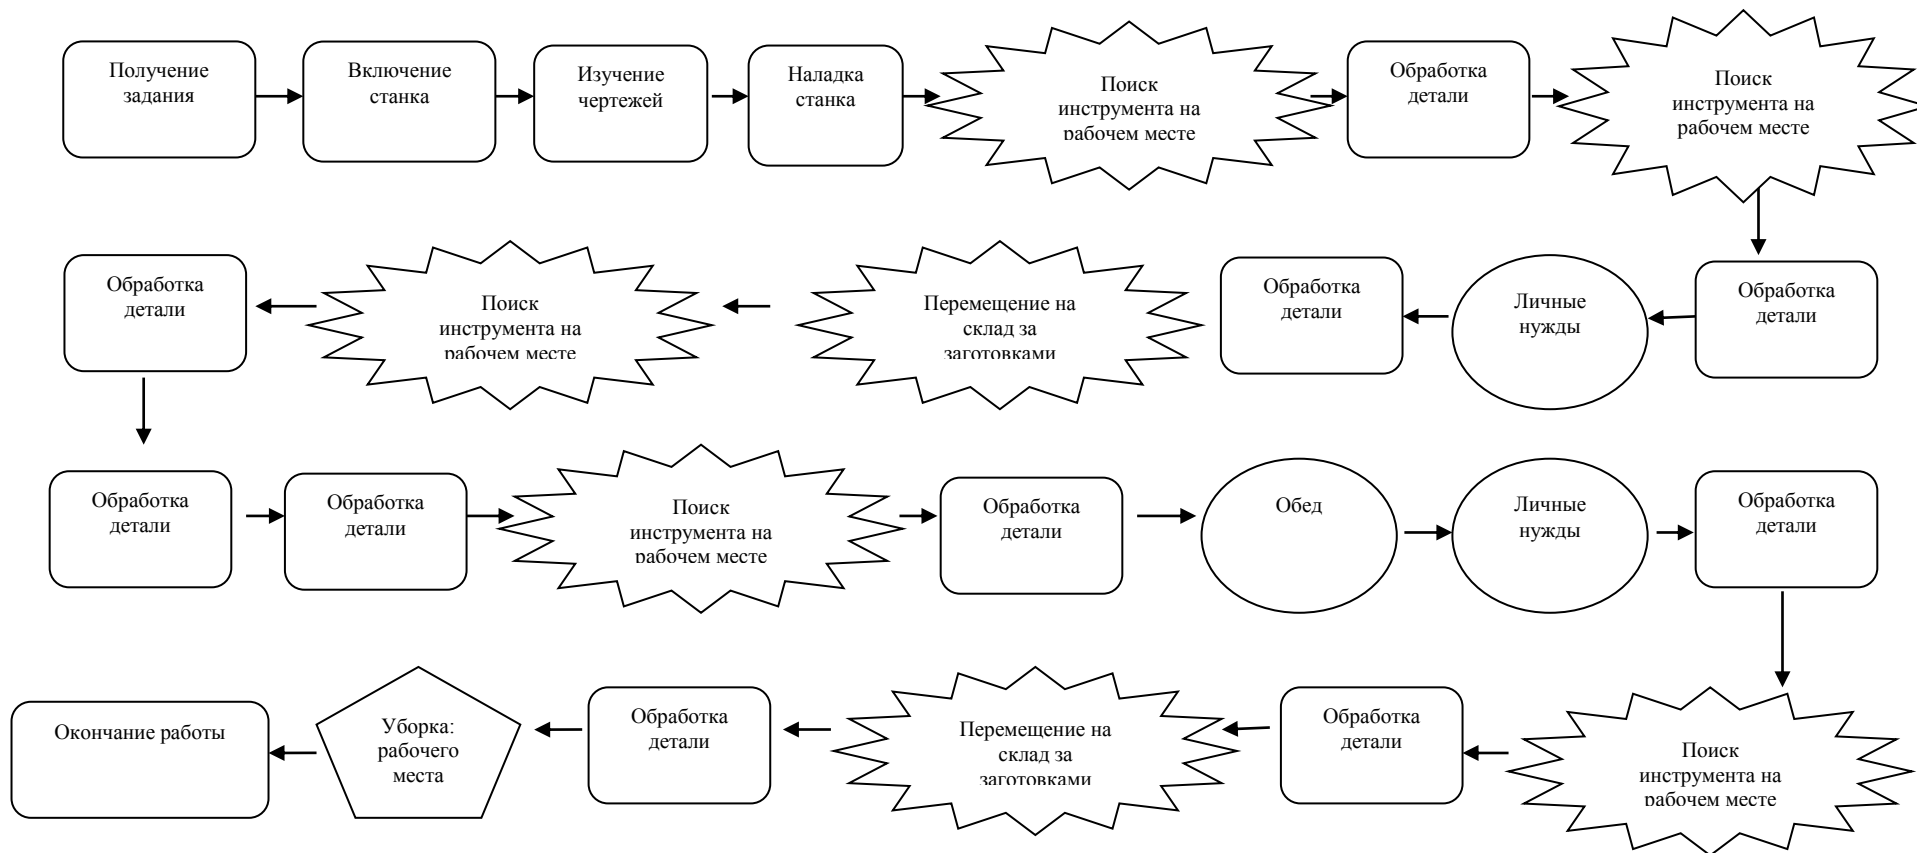 Получение
задания
Включение
станка
Изучение
чертежей
Наладка
станка
Поиск
инструмента на
рабочем месте
Обработка
детали
Поиск
инструмента на
рабочем месте
Обработка
детали
Поиск
инструмента на
рабочем месте
Перемещение на
склад за
заготовками
Обработка
детали
Личные
нужды
Обработка
детали
Обработка
детали
Обработка
детали
Поиск
инструмента на
рабочем месте
Обработка
детали
Обед
Личные
нужды
Обработка
детали
Окончание работы
Уборка:
рабочего
места
Обработка
детали
Перемещение на
склад за
заготовками
Обработка
детали
Поиск
инструмента на
рабочем месте